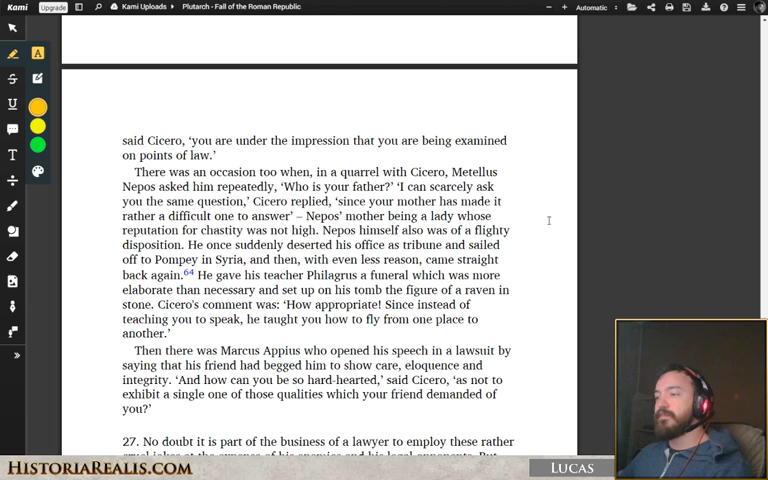 Kami
Upgrade
Kami Uploads
Plutarch - Fall of the Roman Republic
Automatic
said Cicero, ‘you are under the impression that you are being examined
on points of law.’
There was an occasion too when, in a quarrel with Cicero, Metellus
Nepos asked him repeatedly, ‘Who is your father?’ ‘I can scarcely ask
you the same question,’ Cicero replied, ‘since your mother has made it
rather a difficult one to answer’ – Nepos’ mother being a lady whose
reputation for chastity was not high. Nepos himself also was of a flighty
disposition. He once suddenly deserted his office as tribune and sailed
off to Pompey in Syria, and then, with even less reason, came straight
back again.64 He gave his teacher Philagrus a funeral which was more
elaborate than necessary and set up on his tomb the figure of a raven in
stone. Cicero’s comment was: ‘How appropriate! Since instead of
teaching you to speak, he taught you how to fly from one place to
another.’
Then there was Marcus Appius who opened his speech in a lawsuit by
saying that his friend had begged him to show care, eloquence and
integrity. ‘And how can you be so hard-hearted,’ said Cicero, ‘as not to
exhibit a single one of those qualities which your friend demanded of
you?’
27. No doubt it is part of the business of a lawyer to employ these rather
HistoriaRealis.com
Lucas